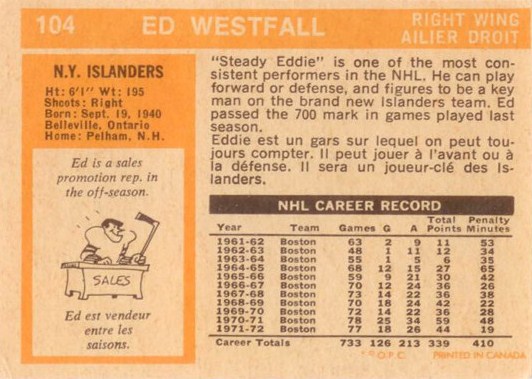 104 ED WESTFALL RIGHT WING
AILIER DROIT
N.Y. ISLANDERS
Ht: 6'1" Wt: 195
Shoots: Right
Born: Sept. 19, 1940
Belleville, Ontario
Home: Pelham, N.H.
Ed is a sales
promotion rep. in
the off-season.
SALES
Ed est vendeur
entre les
saisons.
"Steady Eddie" is one of the most con-
sistent performers in the NHL. He can play
forward or defense, and figures to be a key
man on the brand new Islanders team. Ed
passed the 700 mark in games played last
season.
Eddie est un gars sur lequel on peut tou-
jours compter. Il peut jouer à l'avant ou à
la défense. Il sera un joueur-clé des Is-
landers.
NHL CAREER RECORD
Year Team Games G A Total Points Penalty Minutes
1961-62 Boston 63 2 9 11 53
1962-63 Boston 48 1 11 12 34
1963-64 Boston 55 1 5 6 35
1964-65 Boston 68 12 15 27 65
1965-66 Boston 59 9 21 30 42
1966-67 Boston 70 12 24 36 26
1967-68 Boston 73 14 22 36 38
1968-69 Boston 70 18 24 42 22
1969-70 Boston 72 14 22 36 28
1970-71 Boston 78 25 34 59 48
1971-72 Boston 77 18 26 44 19
Career Totals 733 126 213 339 410
* © O.P.C. PRINTED IN CANADA